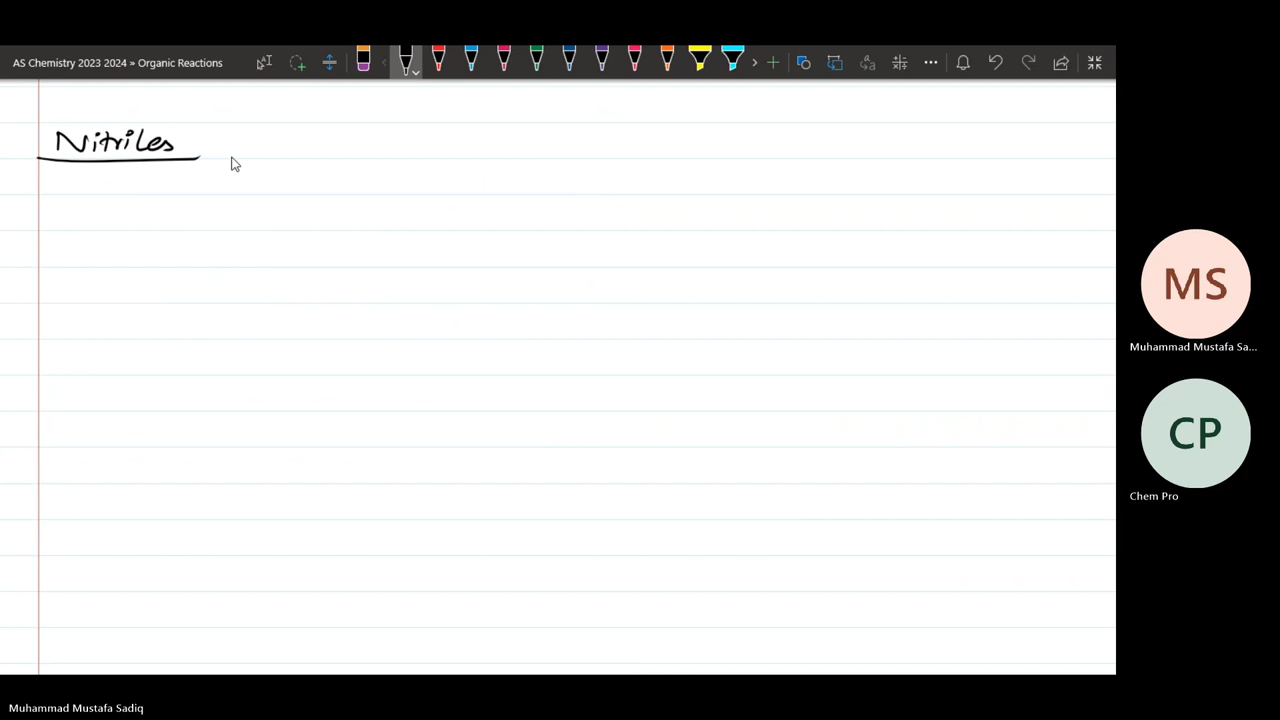 AS Chemistry 2023 2024 » Organic Reactions
Nitriles
MS
Muhammad Mustafa Sa...
CP
Chem Pro
Muhammad Mustafa Sadiq